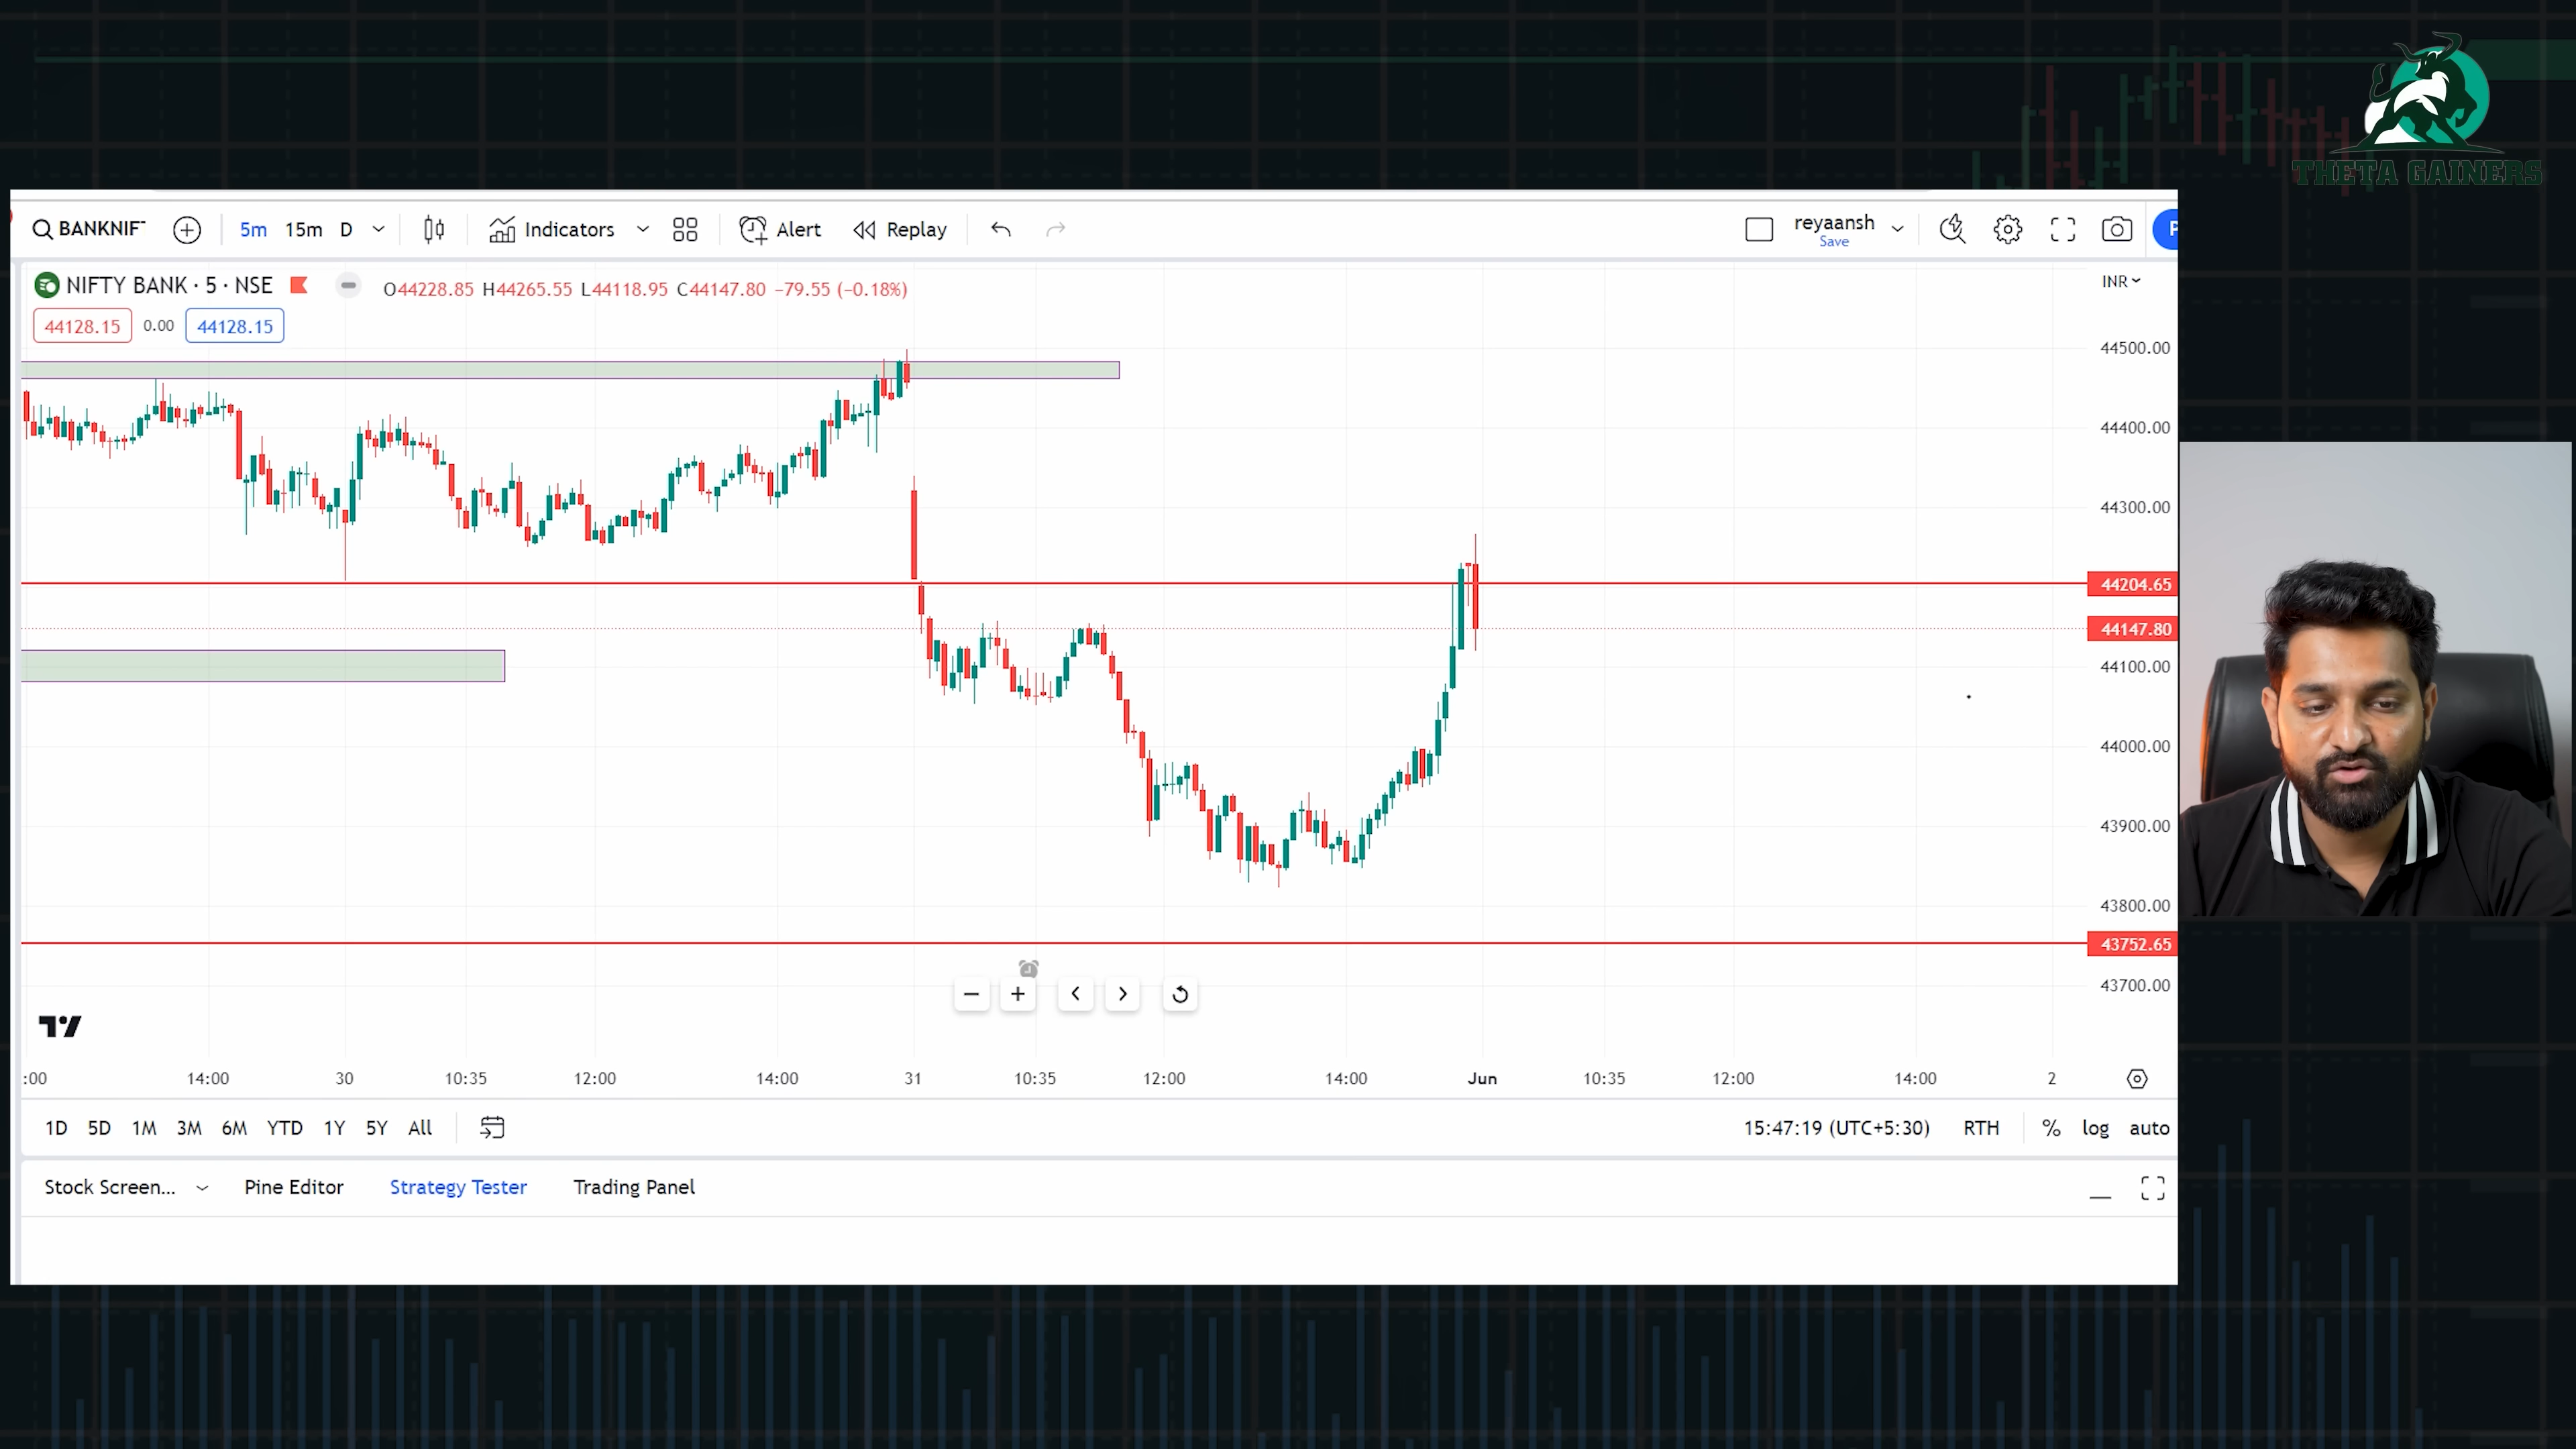 THETA GAINERS
BANKNIF 5m 15m D Indicators Alert Replay reyaansh
Save
NIFTY BANK · 5 · NSE O44228.85 H44265.55 L44118.95 C44147.80 −79.55 (−0.18%)
INR
44128.15 0.00 44128.15
44500.00
44400.00
44300.00
44204.65
44147.80
44100.00
44000.00
43900.00
43800.00
43752.65
43700.00
:00 14:00 30 10:35 12:00 14:00 31 10:35 12:00 14:00 Jun 10:35 12:00 14:00 2
1D 5D 1M 3M 6M YTD 1Y 5Y All 15:47:19 (UTC+5:30) RTH % log auto
Stock Screen... Pine Editor Strategy Tester Trading Panel